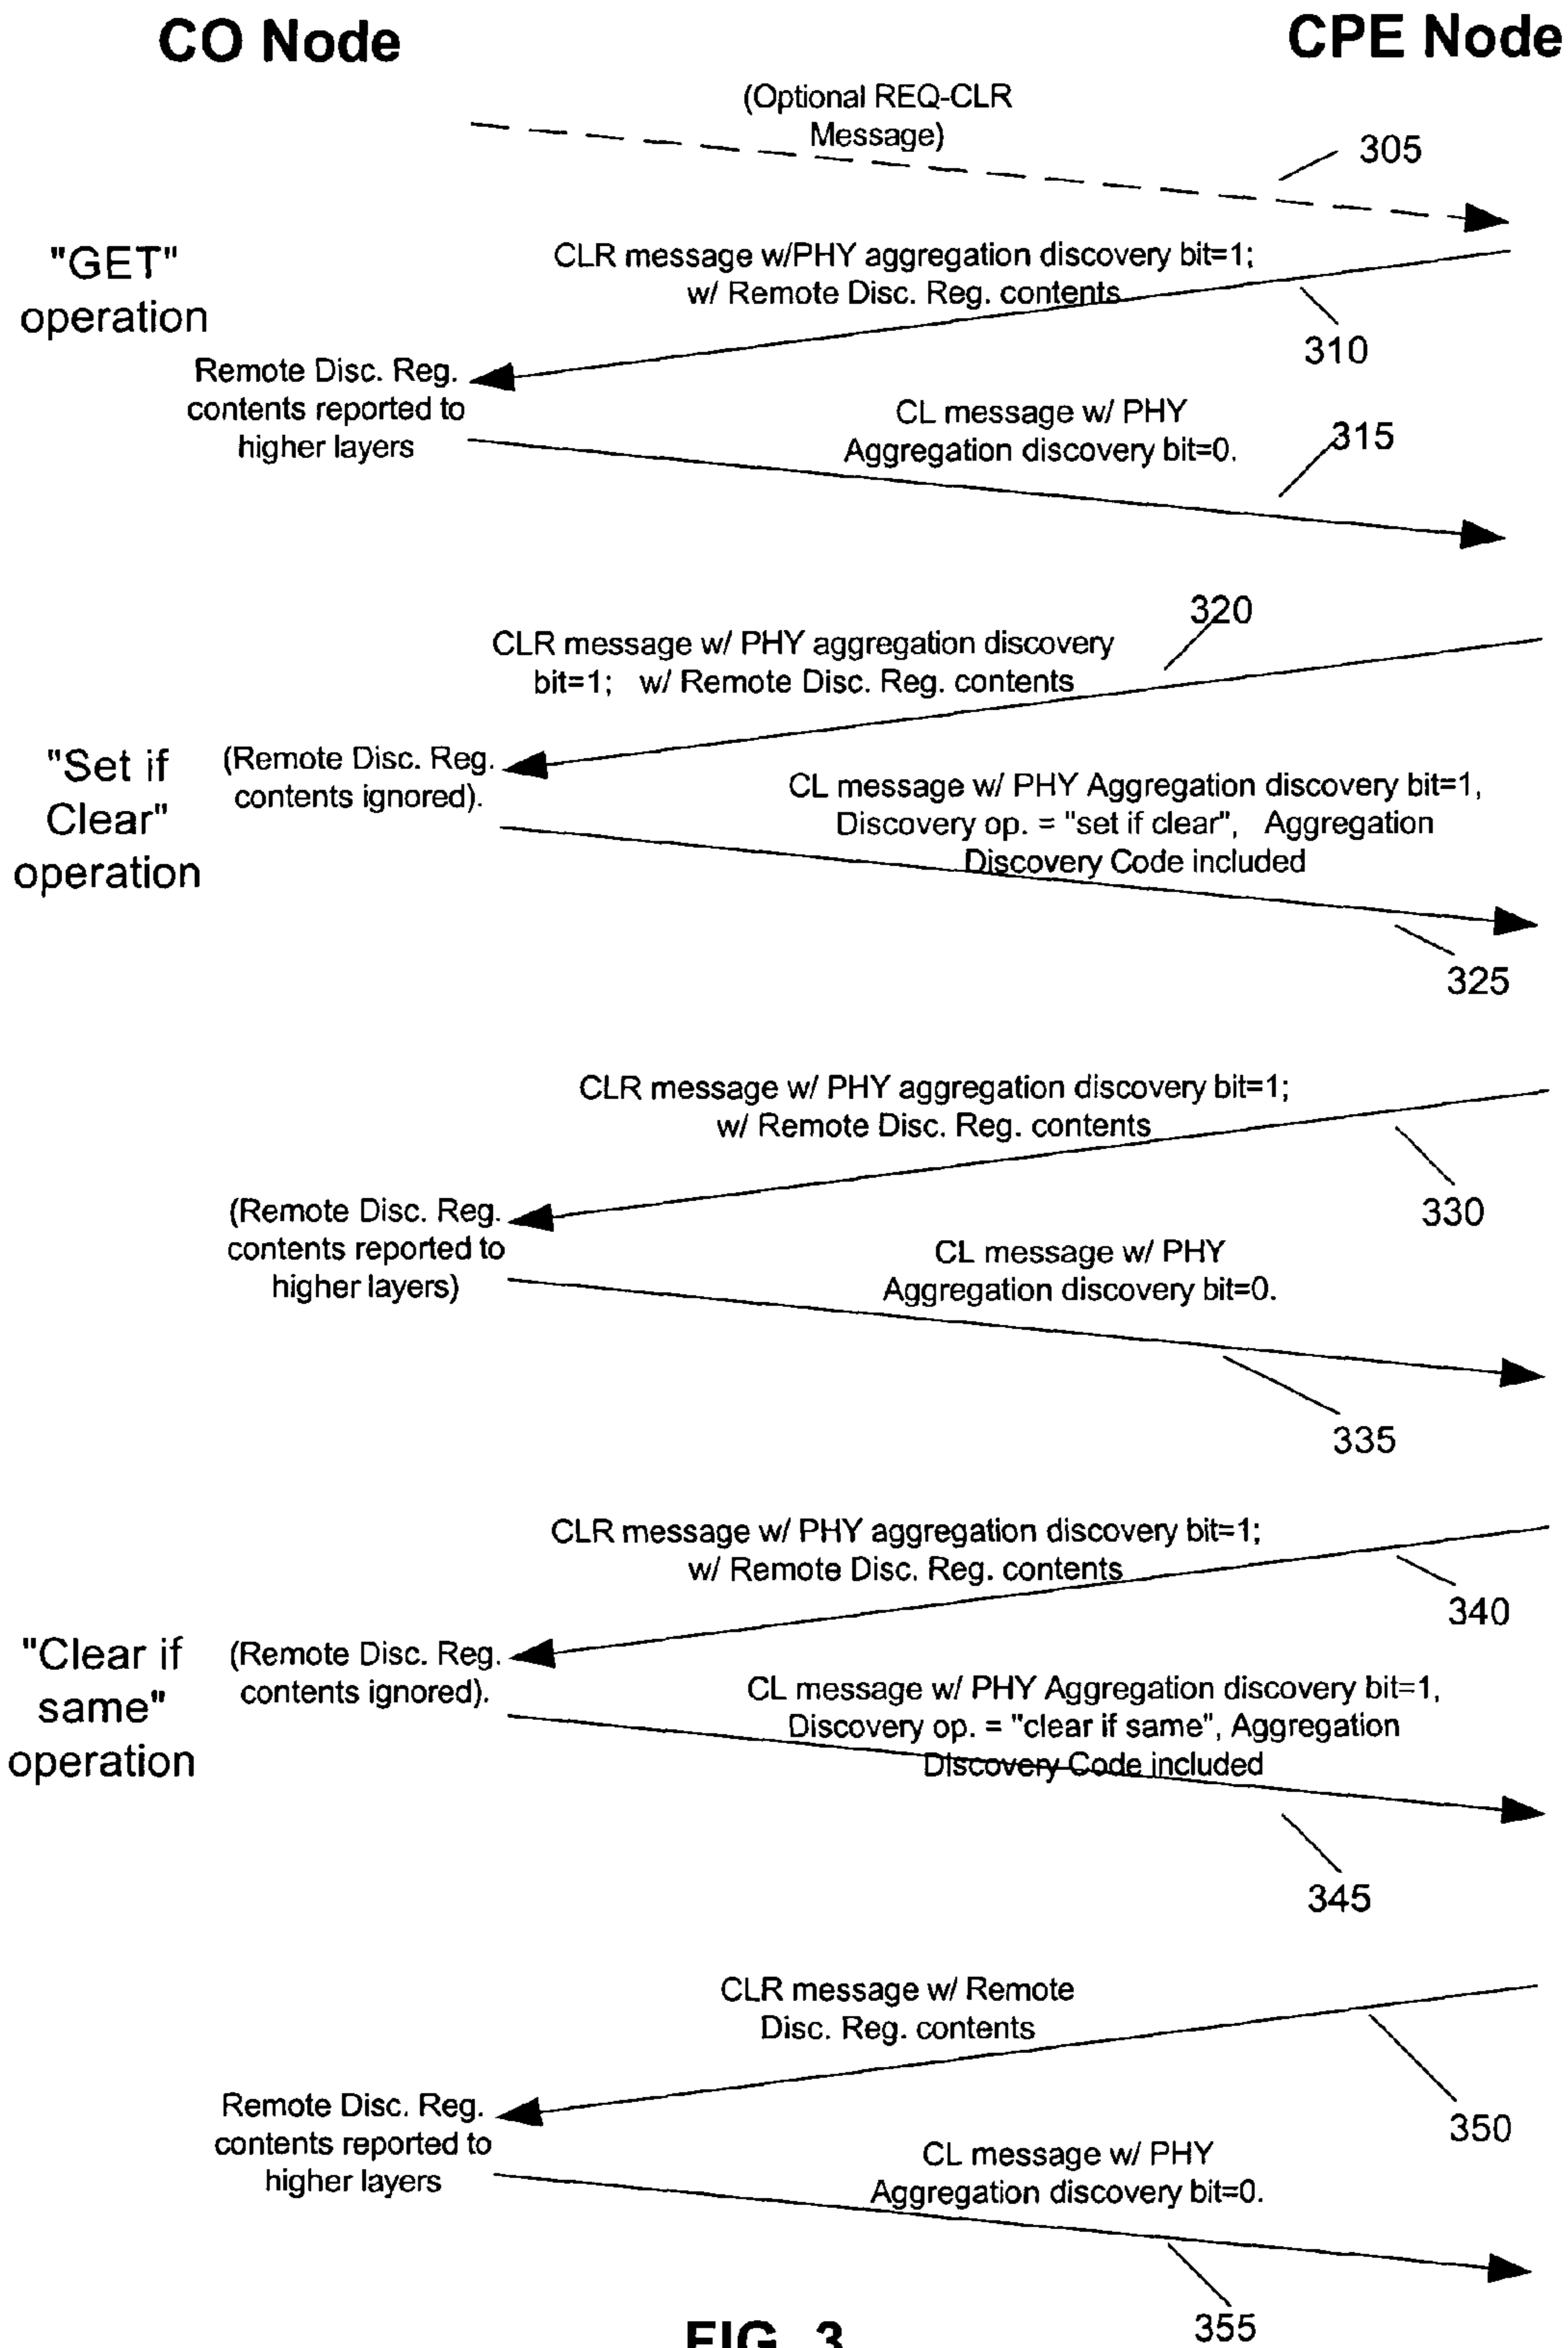 CO Node
CPE Node
(Optional REQ-CLR
Message)
305
"GET"
operation
CLR message w/PHY aggregation discovery bit=1;
w/ Remote Disc. Reg. contents
310
Remote Disc. Reg.
contents reported to
higher layers
CL message w/ PHY
Aggregation discovery bit=0.
315
320
CLR message w/ PHY aggregation discovery
bit=1; w/ Remote Disc. Reg. contents
"Set if
Clear"
operation
(Remote Disc. Reg.
contents ignored).
CL message w/ PHY Aggregation discovery bit=1,
Discovery op. = "set if clear", Aggregation
Discovery Code included
325
CLR message w/ PHY aggregation discovery bit=1;
w/ Remote Disc. Reg. contents
330
(Remote Disc. Reg.
contents reported to
higher layers)
CL message w/ PHY
Aggregation discovery bit=0.
335
CLR message w/ PHY aggregation discovery bit=1;
w/ Remote Disc. Reg. contents
340
"Clear if
same"
operation
(Remote Disc. Reg.
contents ignored).
CL message w/ PHY Aggregation discovery bit=1,
Discovery op. = "clear if same", Aggregation
Discovery Code included
345
CLR message w/ Remote
Disc. Reg. contents
350
Remote Disc. Reg.
contents reported to
higher layers
CL message w/ PHY
Aggregation discovery bit=0.
355
FIG. 3